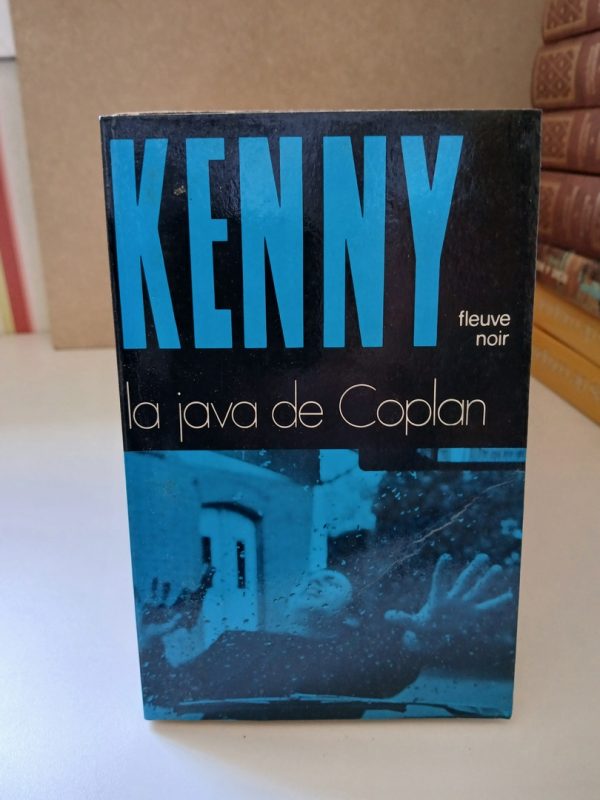 KENNY
fleuve
noir
la java de Coplan